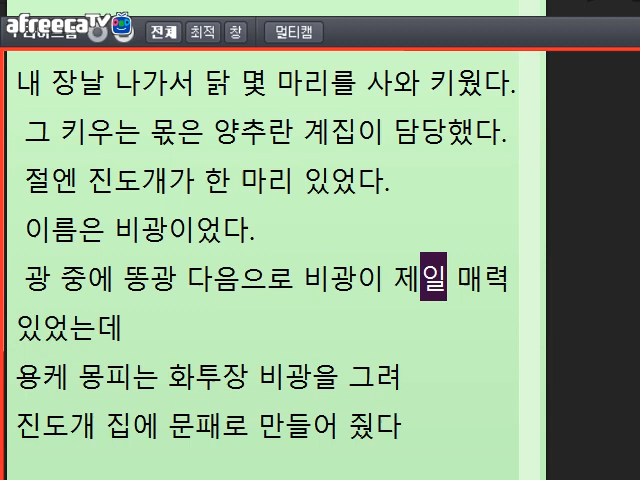 afreecaTV
전체 최적 창 멀티캠
내 장날 나가서 닭 몇 마리를 사와 키웠다.
그 키우는 몫은 양추란 계집이 담당했다.
절엔 진도개가 한 마리 있었다.
이름은 비광이었다.
광 중에 똥광 다음으로 비광이 제일 매력
있었는데
용케 몽피는 화투장 비광을 그려
진도개 집에 문패로 만들어 줬다